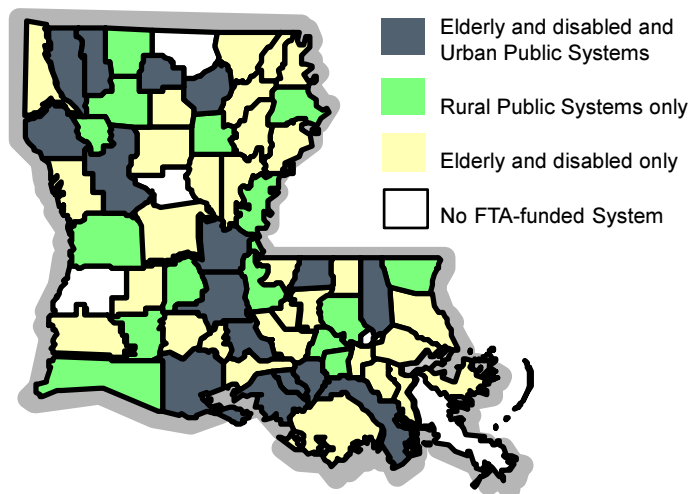 Elderly and disabled and
Urban Public Systems
Rural Public Systems only
Elderly and disabled only
No FTA-funded System